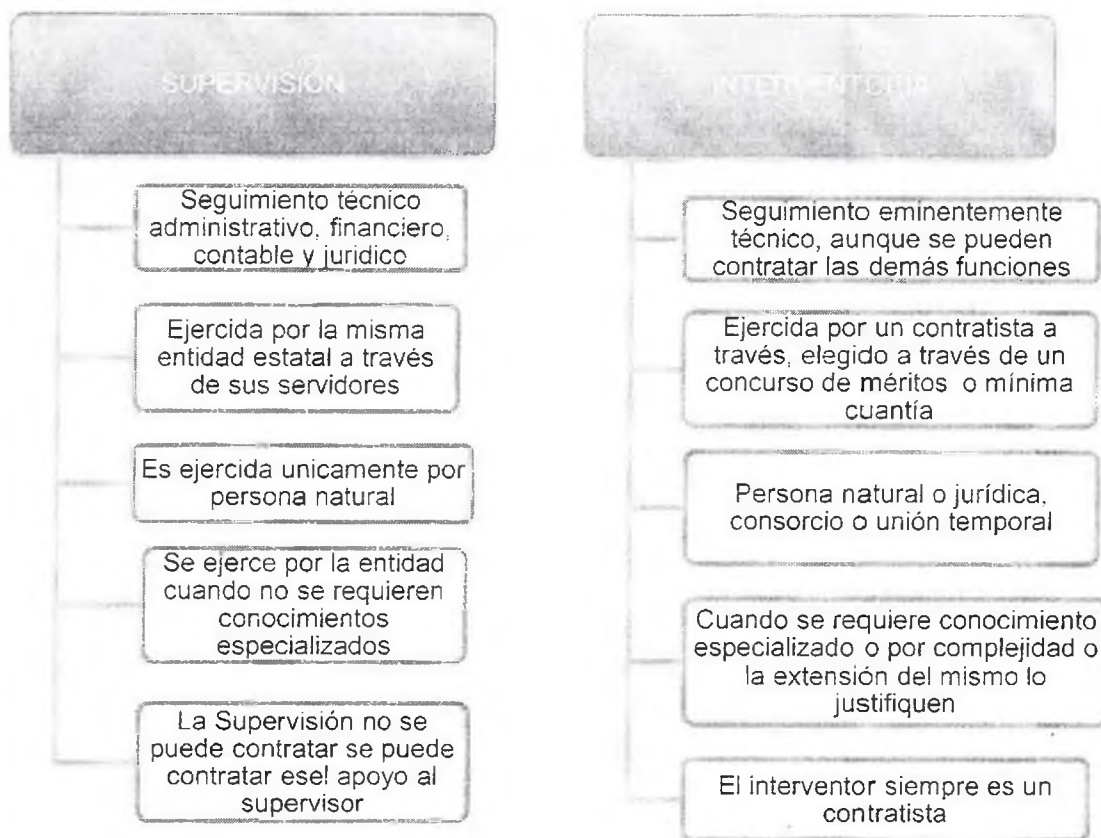 SUPERVISIÓN
Seguimiento técnico
administrativo, financiero,
contable y juridico
Ejercida por la misma
entidad estatal a través
de sus servidores
Es ejercida unicamente por
persona natural
Se ejerce por la entidad
cuando no se requieren
conocimientos
especializados
La Supervisión no se
puede contratar se puede
contratar esel apoyo al
supervisor
INTERVENTORIA
Seguimiento eminentemente
técnico, aunque se pueden
contratar las demás funciones
Ejercida por un contratista a
través, elegido a través de un
concurso de méritos o mínima
cuantía
Persona natural o jurídica,
consorcio o unión temporal
Cuando se requiere conocimiento
especializado o por complejidad o
la extensión del mismo lo
justifiquen
El interventor siempre es un
contratista